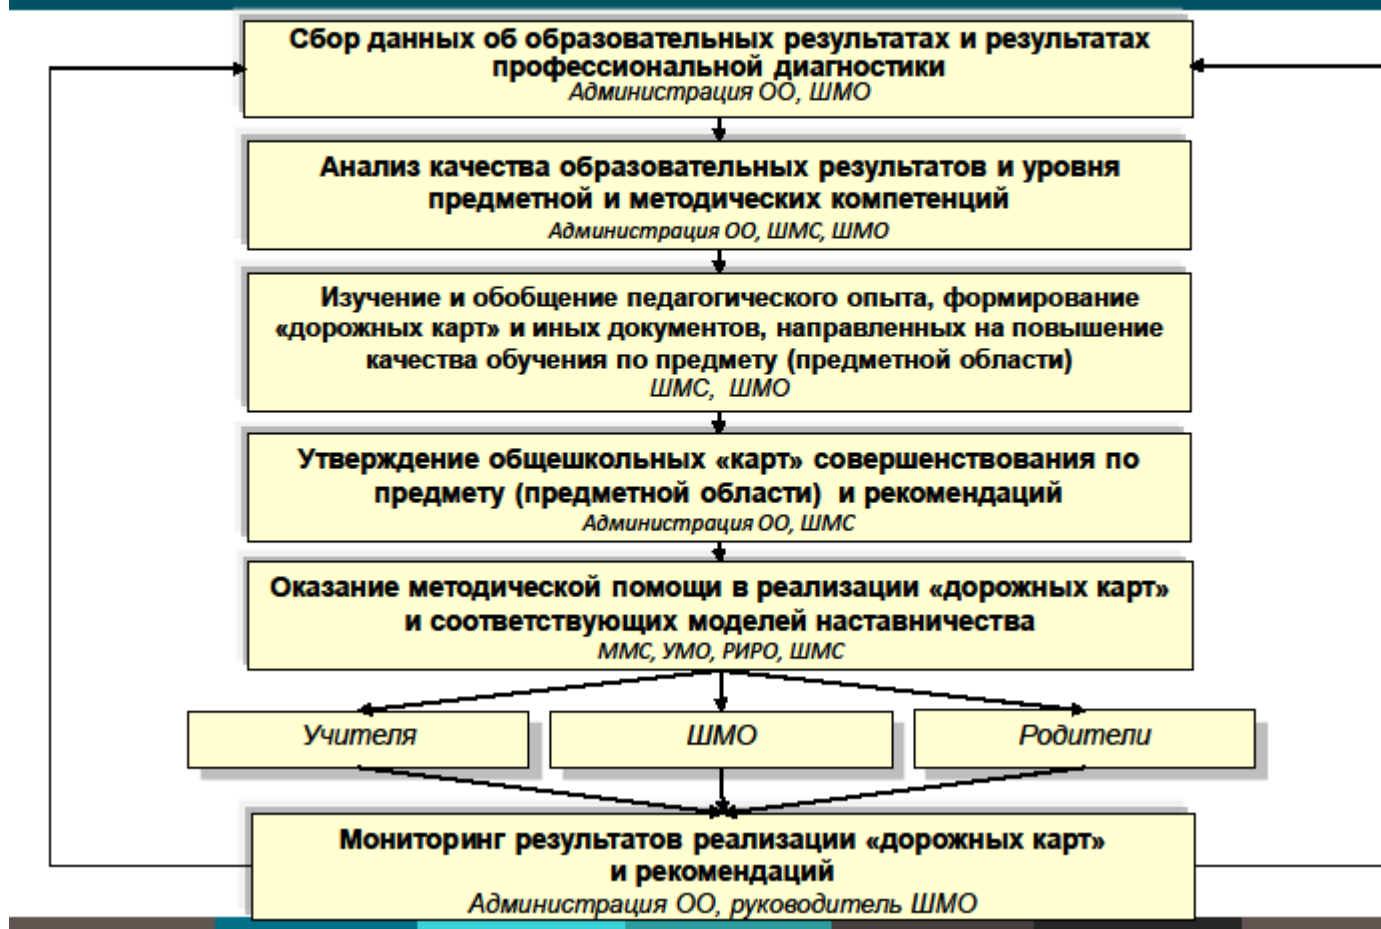 Сбор данных об образовательных результатах и результатах
профессиональной диагностики
Администрация ОО, ШМО
Анализ качества образовательных результатов и уровня
предметной и методических компетенций
Администрация ОО, ШМС, ШМО
Изучение и обобщение педагогического опыта, формирование
«дорожных карт» и иных документов, направленных на повышение
качества обучения по предмету (предметной области)
ШМС, ШМО
Утверждение общешкольных «карт» совершенствования по
предмету (предметной области) и рекомендаций
Администрация ОО, ШМС
Оказание методической помощи в реализации «дорожных карт»
и соответствующих моделей наставничества
ММС, УМО, РИРО, ШМС
Учителя
ШМО
Родители
Мониторинг результатов реализации «дорожных карт»
и рекомендаций
Администрация ОО, руководитель ШМО